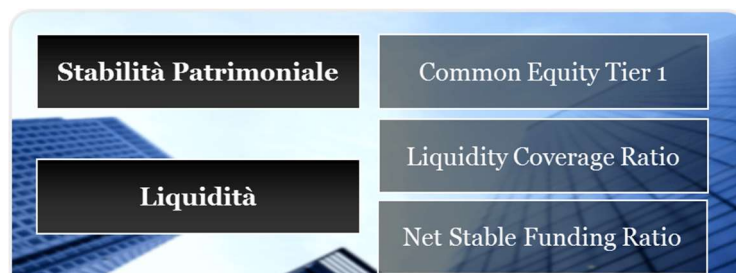 Stabilità Patrimoniale
Common Equity Tier 1
Liquidity Coverage Ratio
Liquidità
Net Stable Funding Ratio